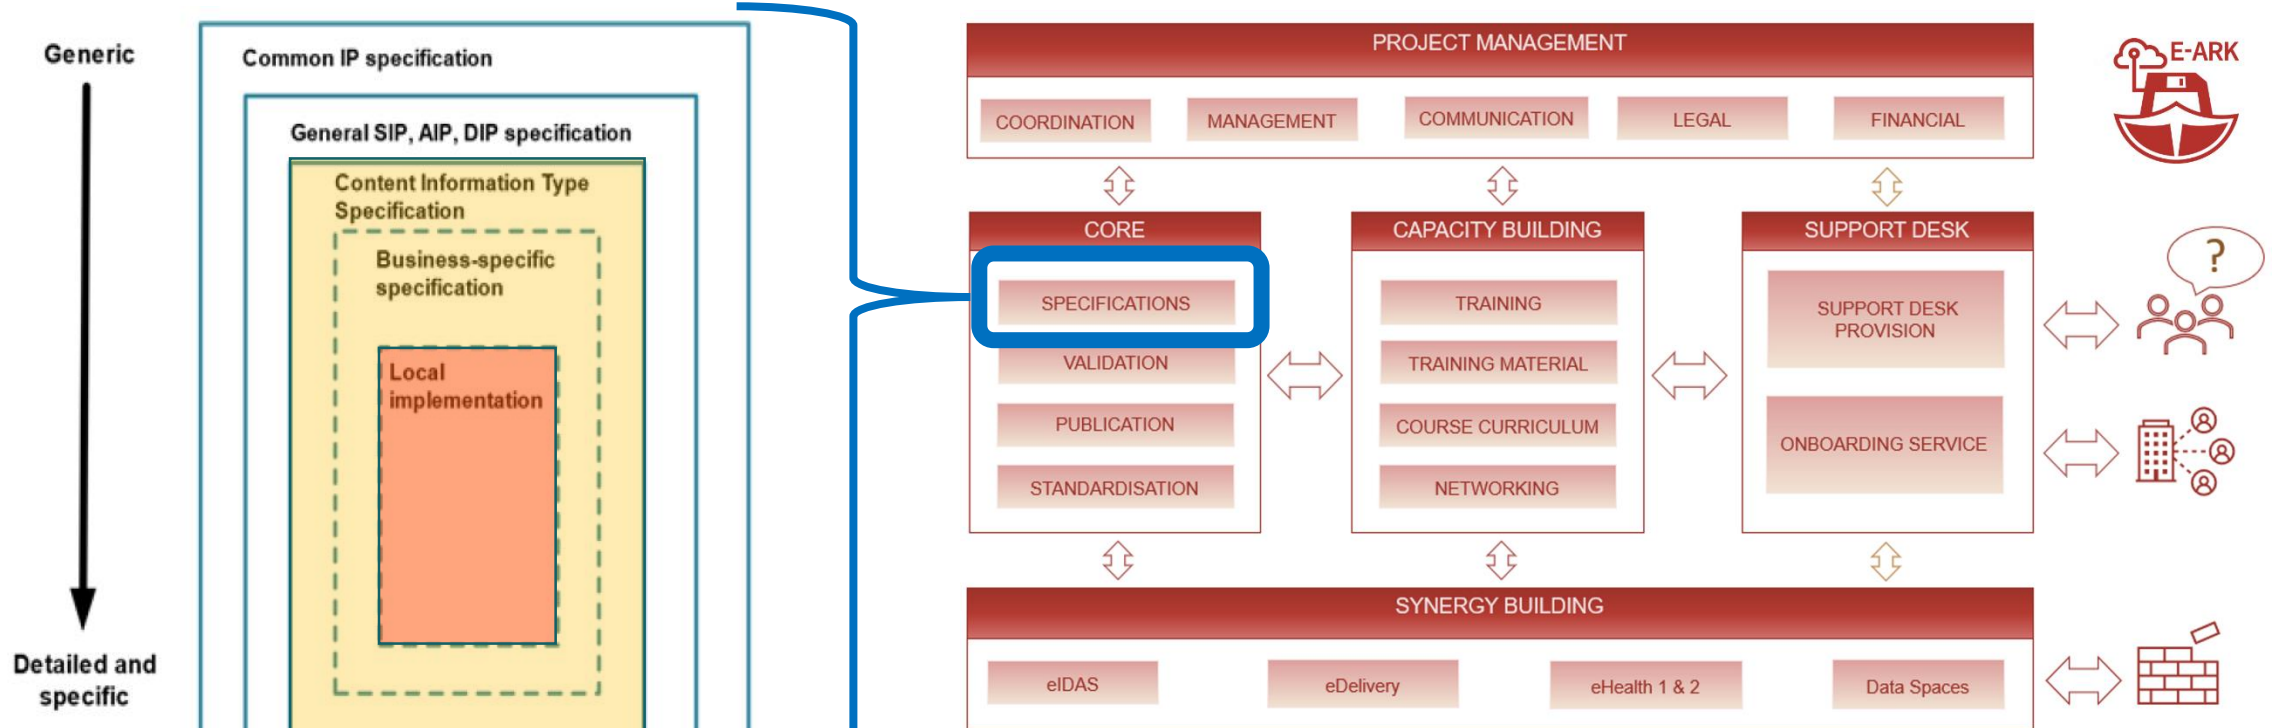 Generic
Detailed and
specific
Common IP specification
General SIP, AIP, DIP specification
Content Information Type
Specification
Business-specific
specification
Local
implementation
PROJECT MANAGEMENT
COORDINATION
MANAGEMENT
COMMUNICATION
LEGAL
FINANCIAL
CORE
SPECIFICATIONS
VALIDATION
PUBLICATION
STANDARDISATION
CAPACITY BUILDING
TRAINING
TRAINING MATERIAL
COURSE CURRICULUM
NETWORKING
SUPPORT DESK
SUPPORT DESK
PROVISION
ONBOARDING SERVICE
SYNERGY BUILDING
eIDAS
eDelivery
eHealth 1 & 2
Data Spaces
E-ARK
?